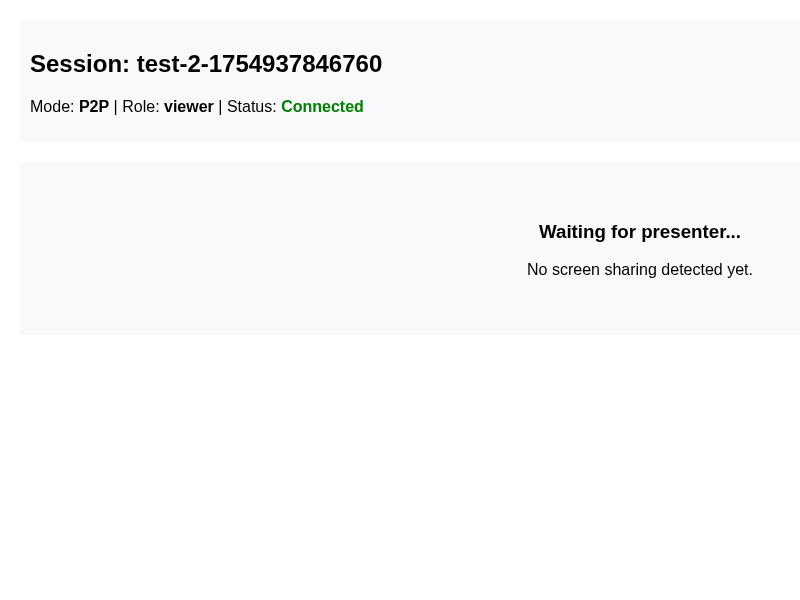 Session: test-2-1754937846760
Mode: P2P | Role: viewer | Status: Connected
Waiting for presenter...
No screen sharing detected yet.